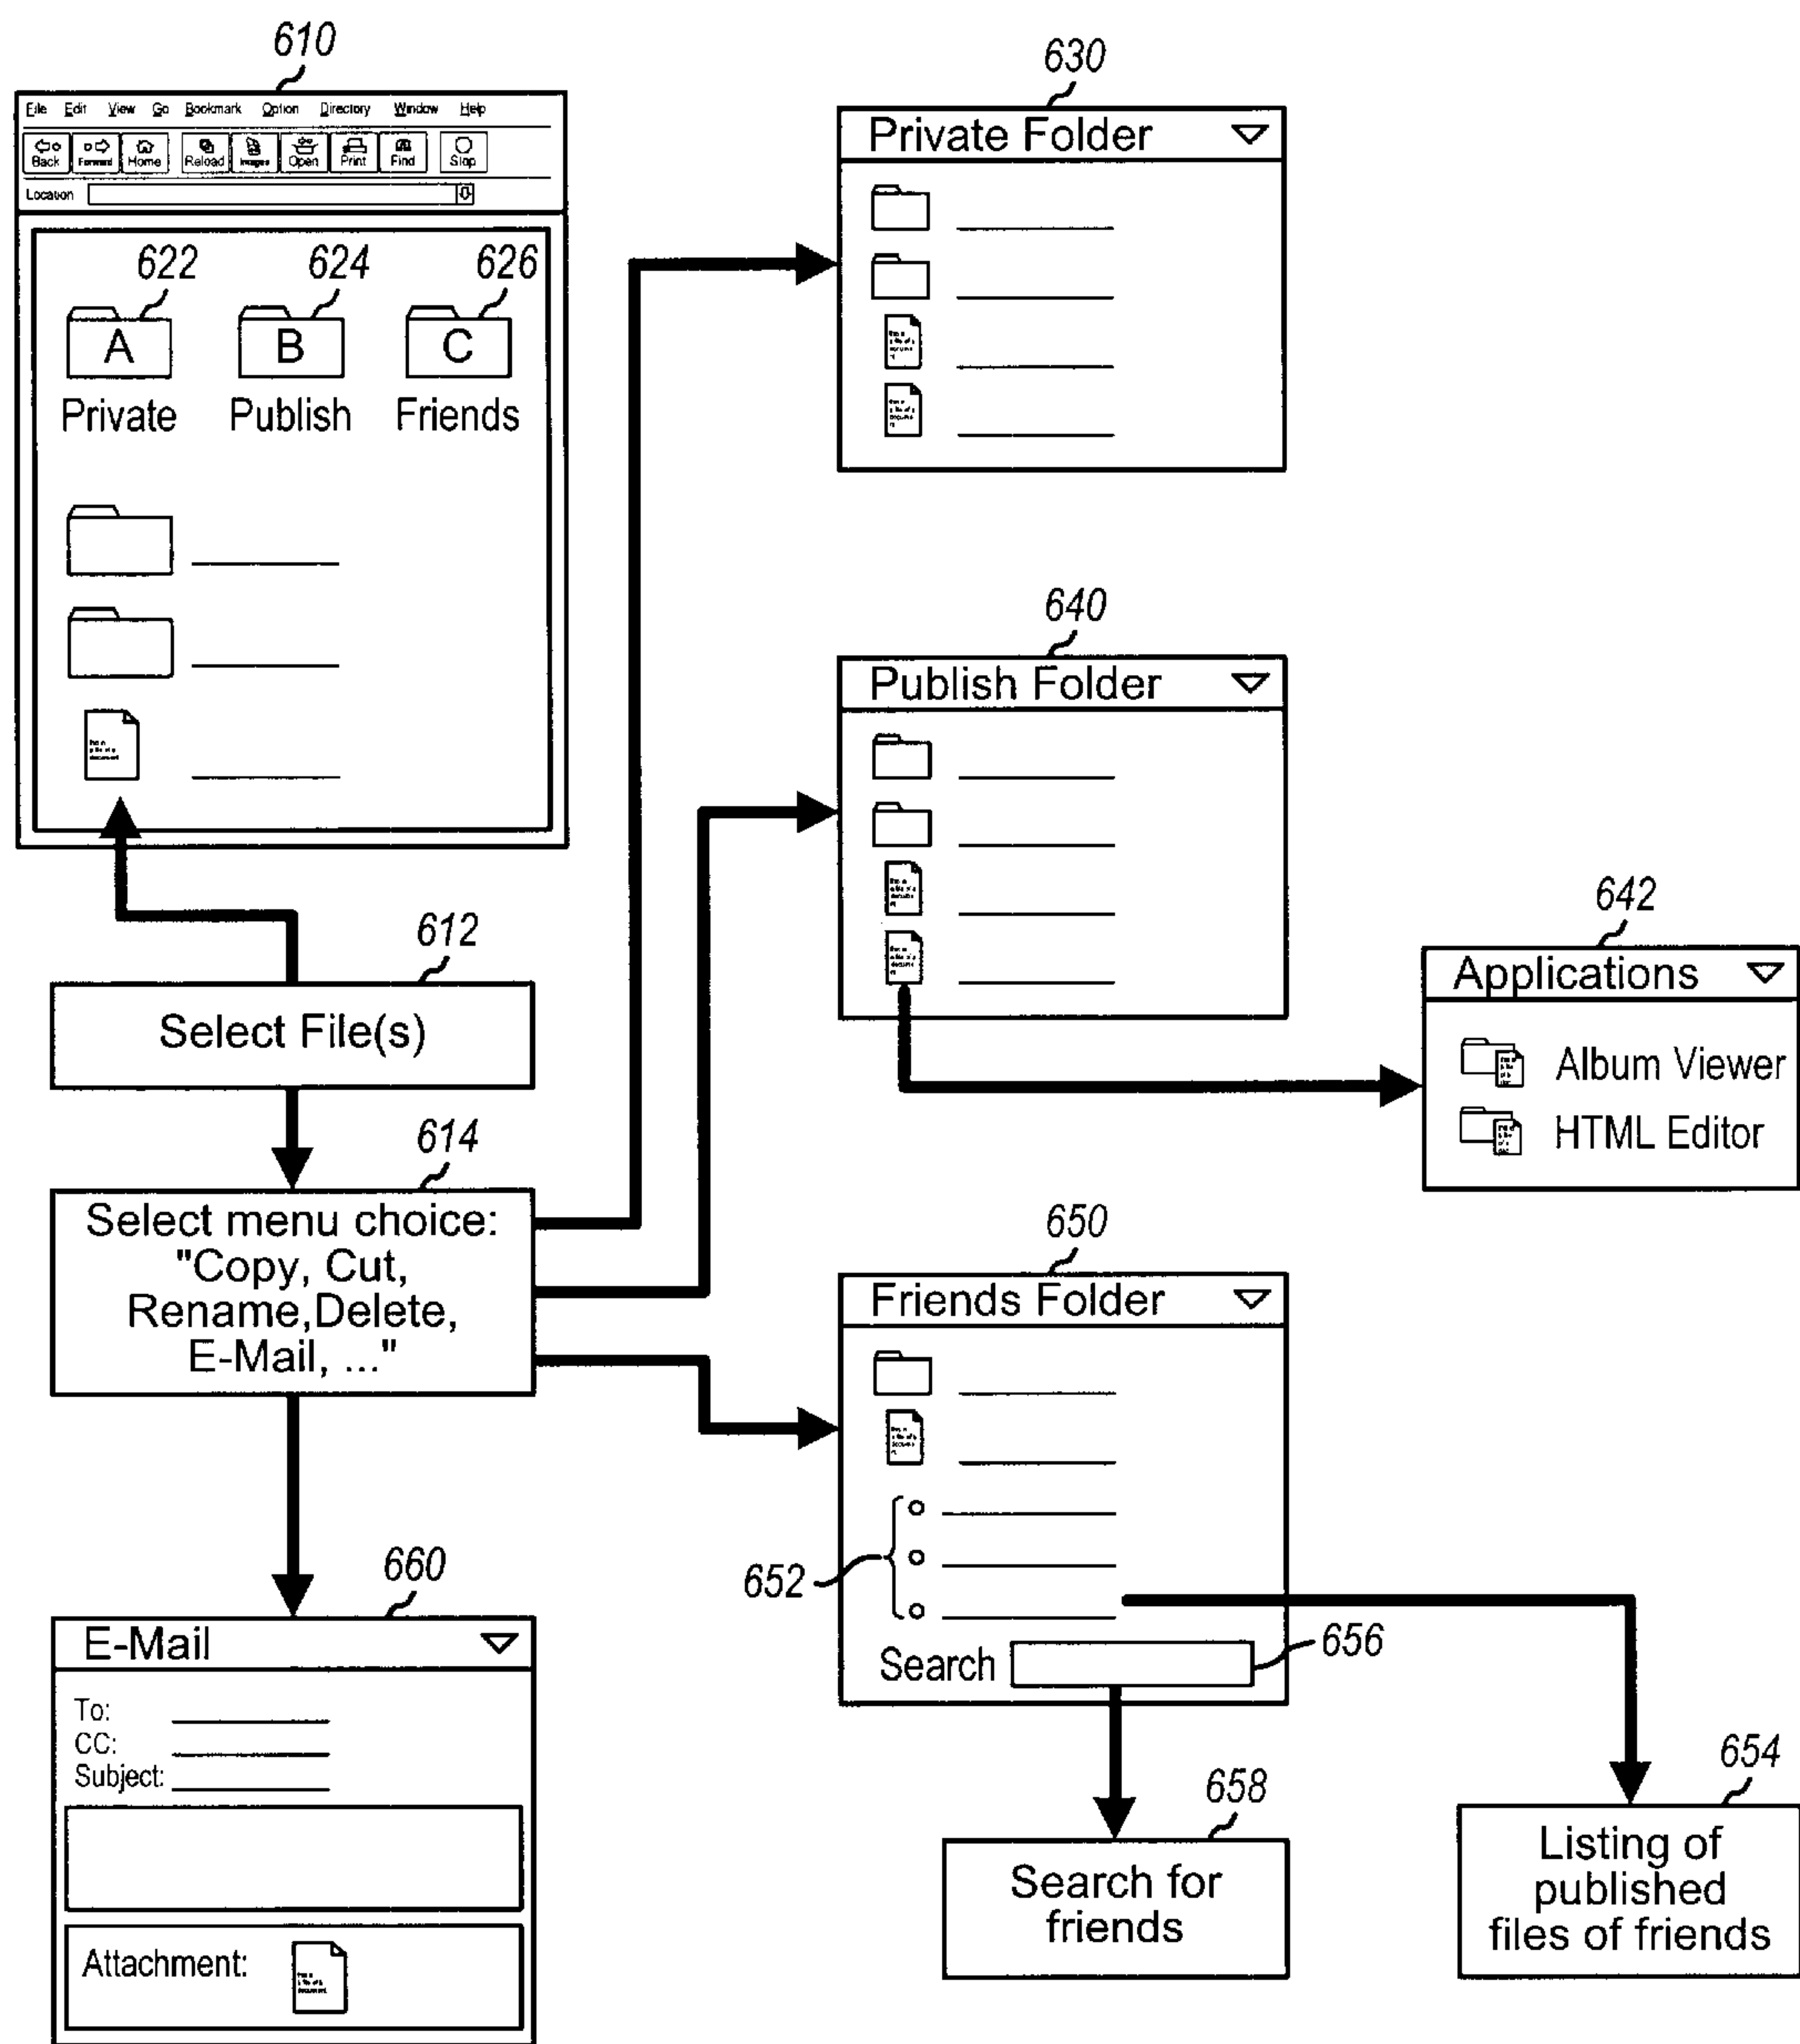 610
File Edit View Go Bookmark Option Directory Window Help
Back Forward Home Reload Images Open Print Find Stop
Location
622 624 626
A B C
Private Publish Friends
612
Select File(s)
614
Select menu choice:
"Copy, Cut,
Rename,Delete,
E-Mail, ..."
660
E-Mail
To:
CC:
Subject:
Attachment:
630
Private Folder
640
Publish Folder
642
Applications
Album Viewer
HTML Editor
650
Friends Folder
652
Search
656
658
Search for
friends
654
Listing of
published
files of friends